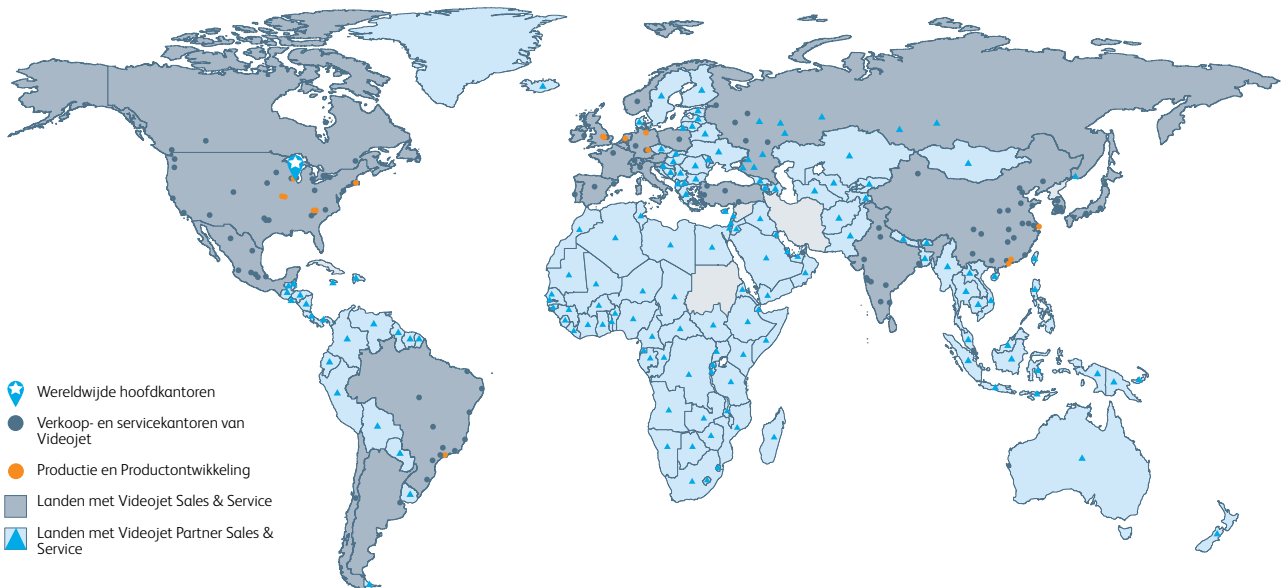 Wereldwijde hoofdkantoren
Verkoop- en servicekantoren van
Videojet
Productie en Productontwikkeling
Landen met Videojet Sales & Service
Landen met Videojet Partner Sales &
Service